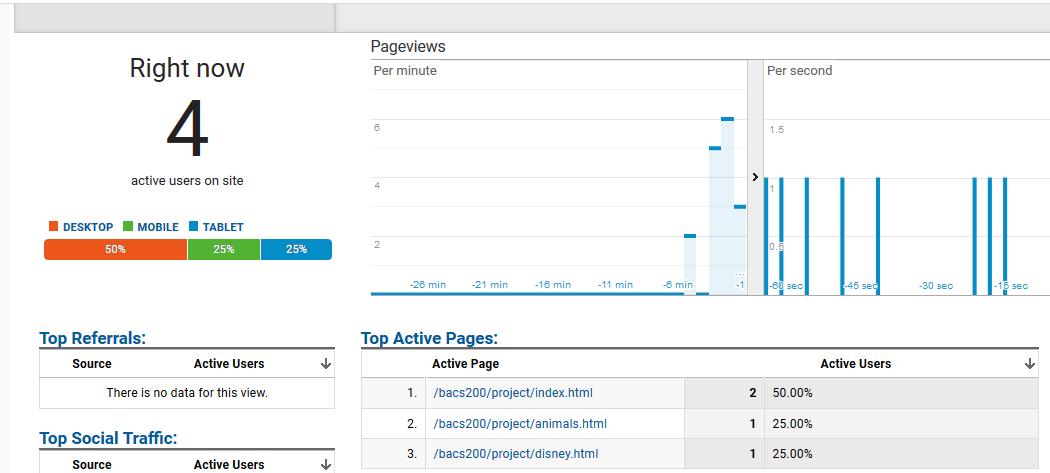 Right now
4
active users on site
DESKTOP MOBILE TABLET
50% 25% 25%
Pageviews
Per minute
6
4
2
-26 min -21 min -16 min -11 min -6 min -1
Per second
1.5
1
0.5
-60 sec -45 sec -30 sec -15 sec
Top Referrals:
Source Active Users
There is no data for this view.
Top Social Traffic:
Source Active Users
Top Active Pages:
Active Page Active Users
1. /bacs200/project/index.html 2 50.00%
2. /bacs200/project/animals.html 1 25.00%
3. /bacs200/project/disney.html 1 25.00%